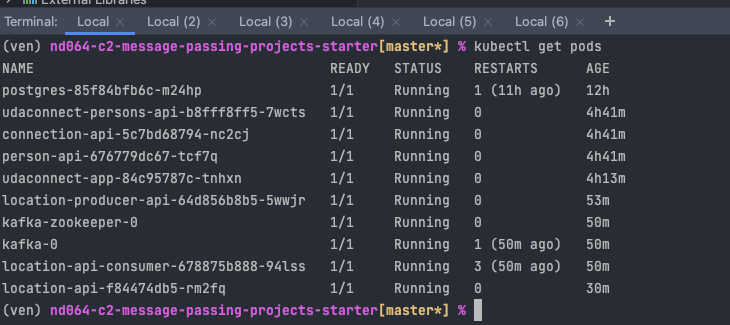 External Libraries
Terminal: Local × Local (2) × Local (3) × Local (4) × Local (5) × Local (6) × +
(ven) nd064-c2-message-passing-projects-starter[master*] % kubectl get pods
NAME READY STATUS RESTARTS AGE
postgres-85f84bfb6c-m24hp 1/1 Running 1 (11h ago) 12h
udaconnect-persons-api-b8fff8ff5-7wcts 1/1 Running 0 4h41m
connection-api-5c7bd68794-nc2cj 1/1 Running 0 4h41m
person-api-676779dc67-tcf7q 1/1 Running 0 4h41m
udaconnect-app-84c95787c-tnhxn 1/1 Running 0 4h13m
location-producer-api-64d856b8b5-5wwjr 1/1 Running 0 53m
kafka-zookeeper-0 1/1 Running 0 50m
kafka-0 1/1 Running 1 (50m ago) 50m
location-api-consumer-678875b888-94lss 1/1 Running 3 (50m ago) 50m
location-api-f84474db5-rm2fq 1/1 Running 0 30m
(ven) nd064-c2-message-passing-projects-starter[master*] %